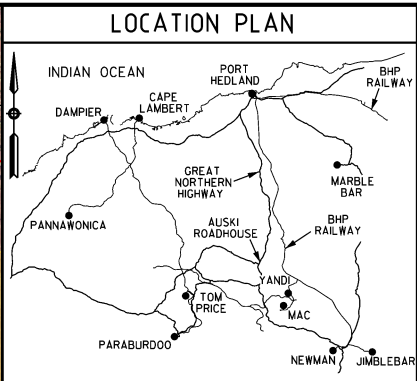 LOCATION PLAN
INDIAN OCEAN
PORT
HEDLAND
BHP
RAILWAY
DAMPIER
CAPE
LAMBERT
GREAT
NORTHERN
HIGHWAY
MARBLE
BAR
PANNAWONICA
AUSKI
ROADHOUSE
BHP
RAILWAY
YANDI
TOM
PRICE
MAC
PARABURDOO
NEWMAN
JIMBLEBAR